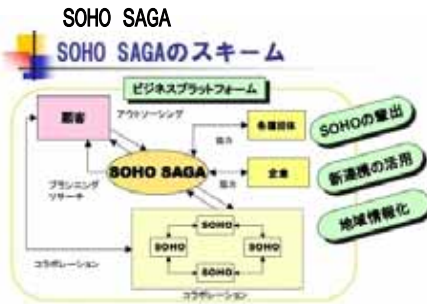 SOHO SAGA
SOHO SAGAのスキーム
ビジネスプラットフォーム
顧客
アウトソーシング
各種団体
協力
SOHOの輩出
SOHO SAGA
企業
協力
新連携の活用
プランニング
リサーチ
地域情報化
SOHO
SOHO
SOHO
SOHO
コラボレーション
コラボレーション